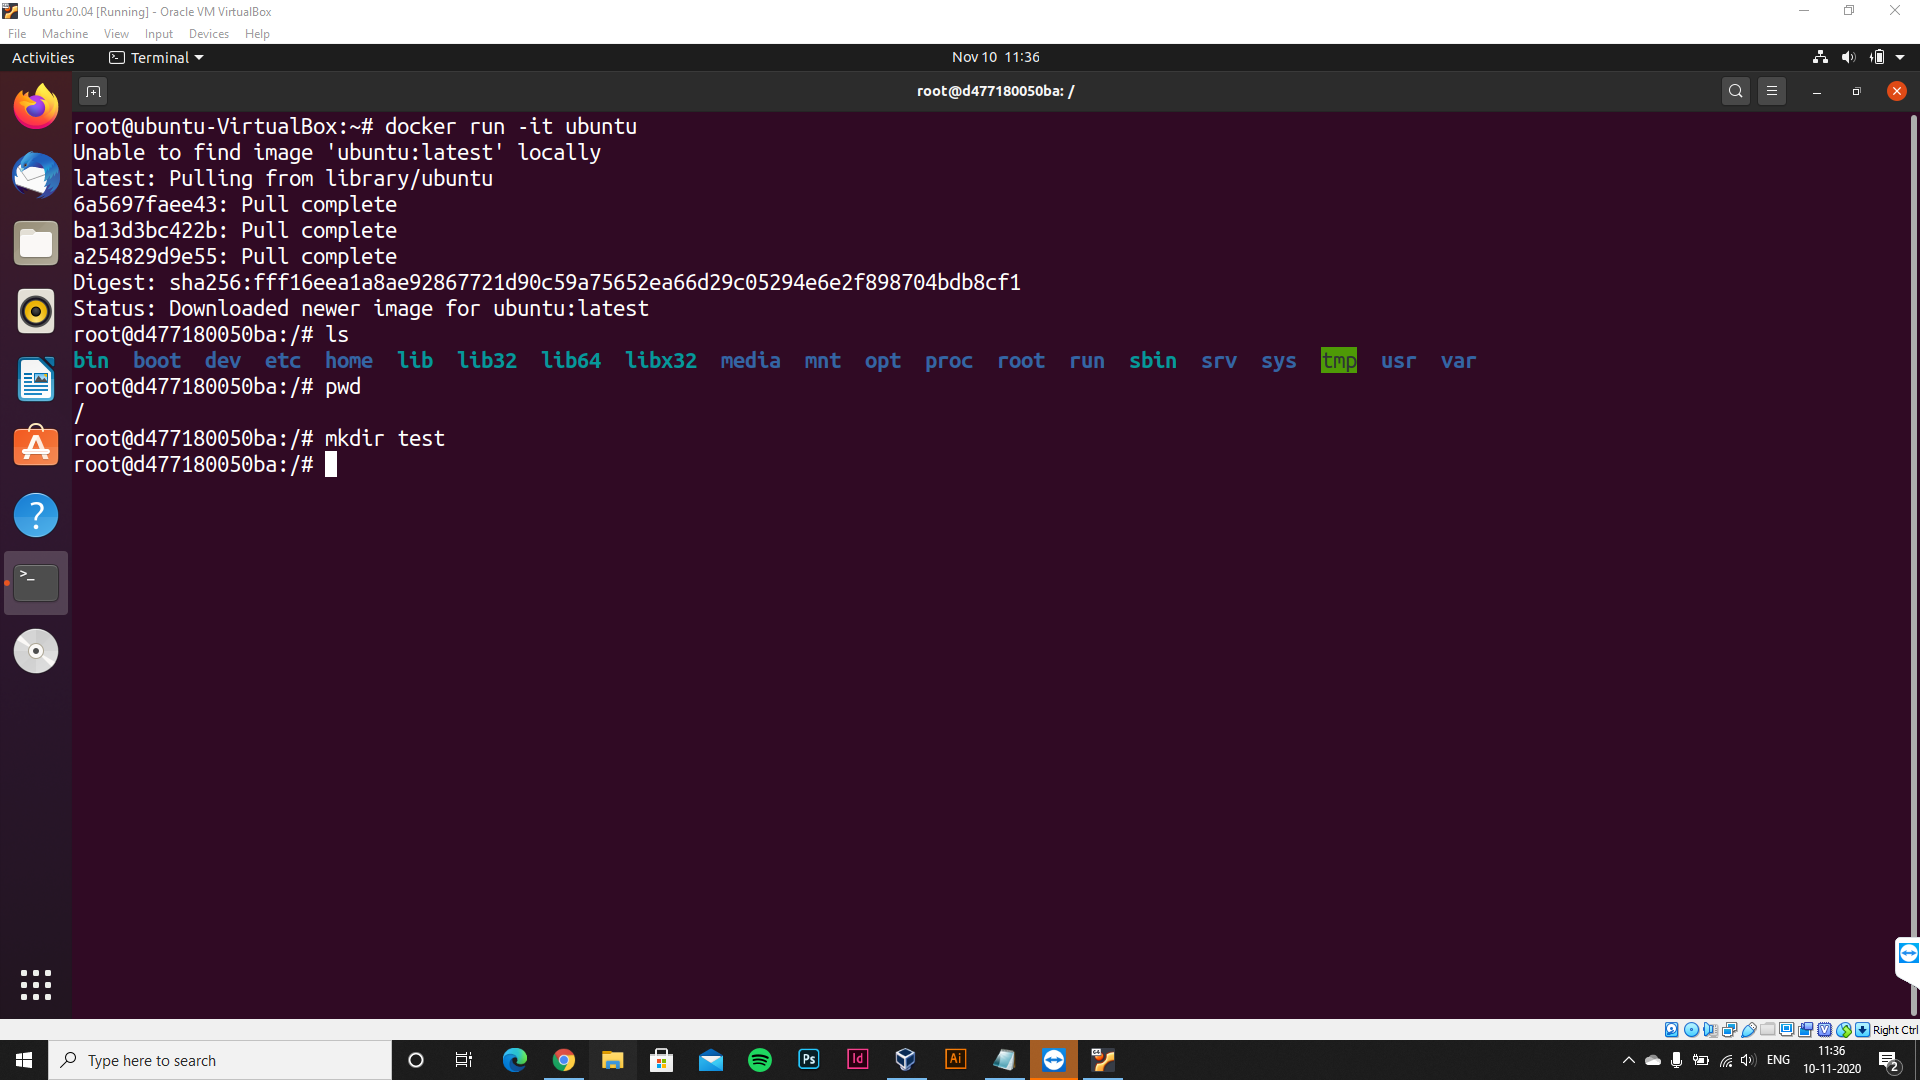 Ubuntu 20.04 [Running] - Oracle VM VirtualBox
File Machine View Input Devices Help
Activities Terminal Nov 10 11:36
root@d477180050ba: /
root@ubuntu-VirtualBox:~# docker run -it ubuntu
Unable to find image 'ubuntu:latest' locally
latest: Pulling from library/ubuntu
6a5697faee43: Pull complete
ba13d3bc422b: Pull complete
a254829d9e55: Pull complete
Digest: sha256:fff16eea1a8ae92867721d90c59a75652ea66d29c05294e6e2f898704bdb8cf1
Status: Downloaded newer image for ubuntu:latest
root@d477180050ba:/# ls
bin boot dev etc home lib lib32 lib64 libx32 media mnt opt proc root run sbin srv sys tmp usr var
root@d477180050ba:/# pwd
/
root@d477180050ba:/# mkdir test
root@d477180050ba:/#
Right Ctrl
Type here to search
Ps
Id
Ai
ENG
11:36
10-11-2020
2